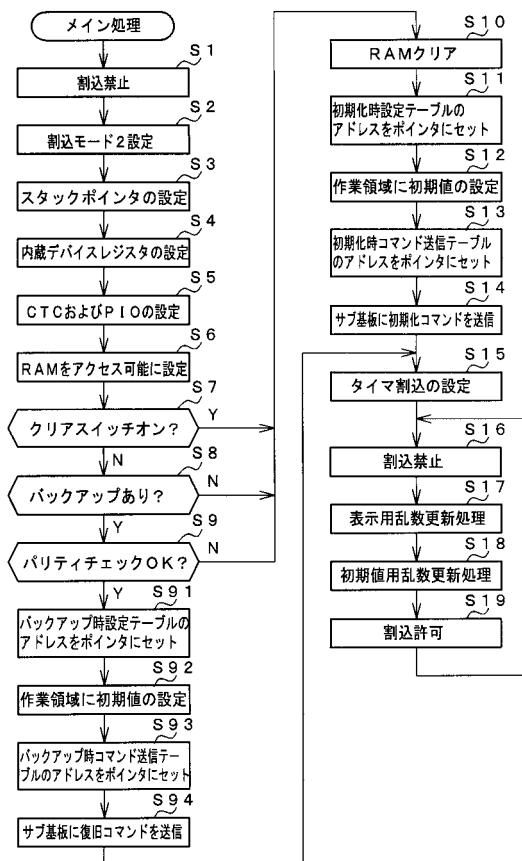 メイン処理
S1
割込禁止
S2
割込モード2設定
S3
スタックポインタの設定
S4
内蔵デバイスレジスタの設定
S5
CTCおよびPIOの設定
S6
RAMをアクセス可能に設定
S7
クリアスイッチオン?
Y
N
S8
バックアップあり?
N
Y
S9
パリティチェックOK?
N
Y
S91
バックアップ時設定テーブルの
アドレスをポインタにセット
S92
作業領域に初期値の設定
S93
バックアップ時コマンド送信テー
ブルのアドレスをポインタにセット
S94
サブ基板に復旧コマンドを送信
S10
RAMクリア
S11
初期化時設定テーブルの
アドレスをポインタにセット
S12
作業領域に初期値の設定
S13
初期化時コマンド送信テーブル
のアドレスをポインタにセット
S14
サブ基板に初期化コマンドを送信
S15
タイマ割込の設定
S16
割込禁止
S17
表示用乱数更新処理
S18
初期値用乱数更新処理
S19
割込許可